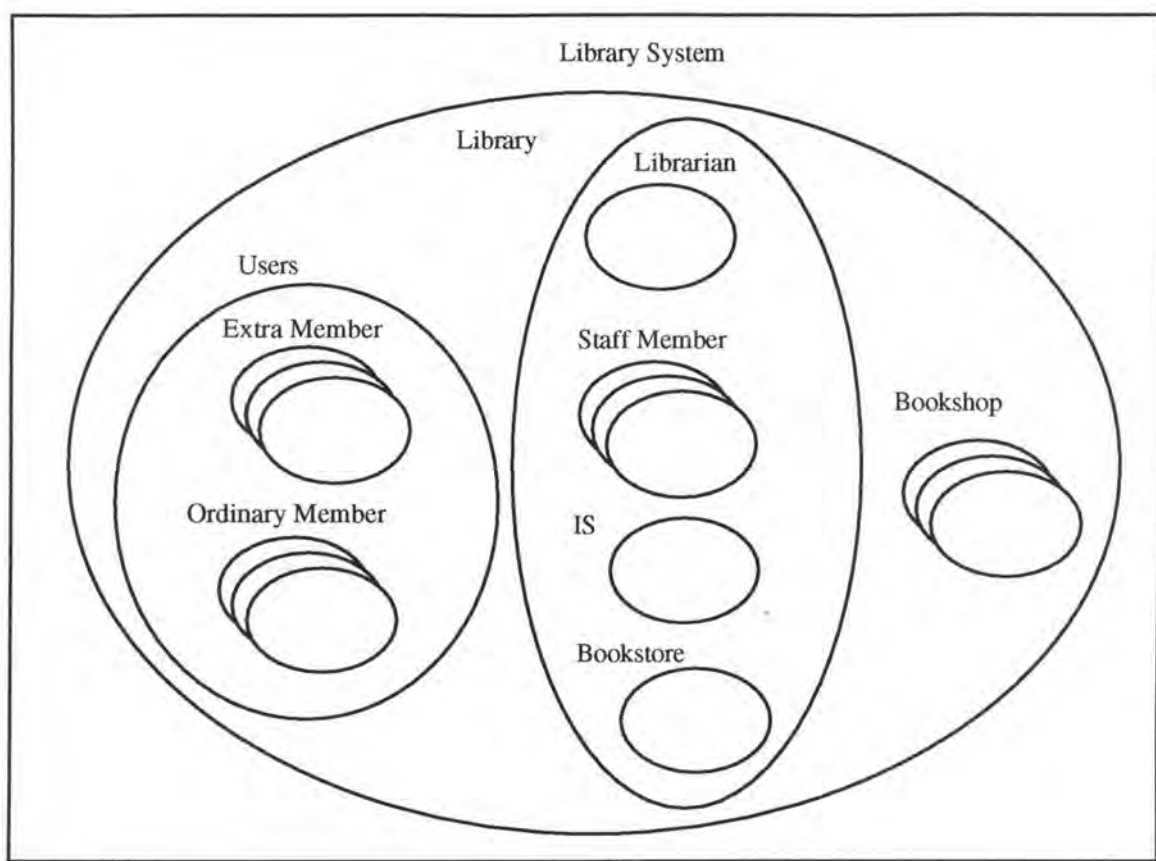 Library System
Library
Librarian
Users
Extra Member
Staff Member
Bookshop
Ordinary Member
IS
Bookstore